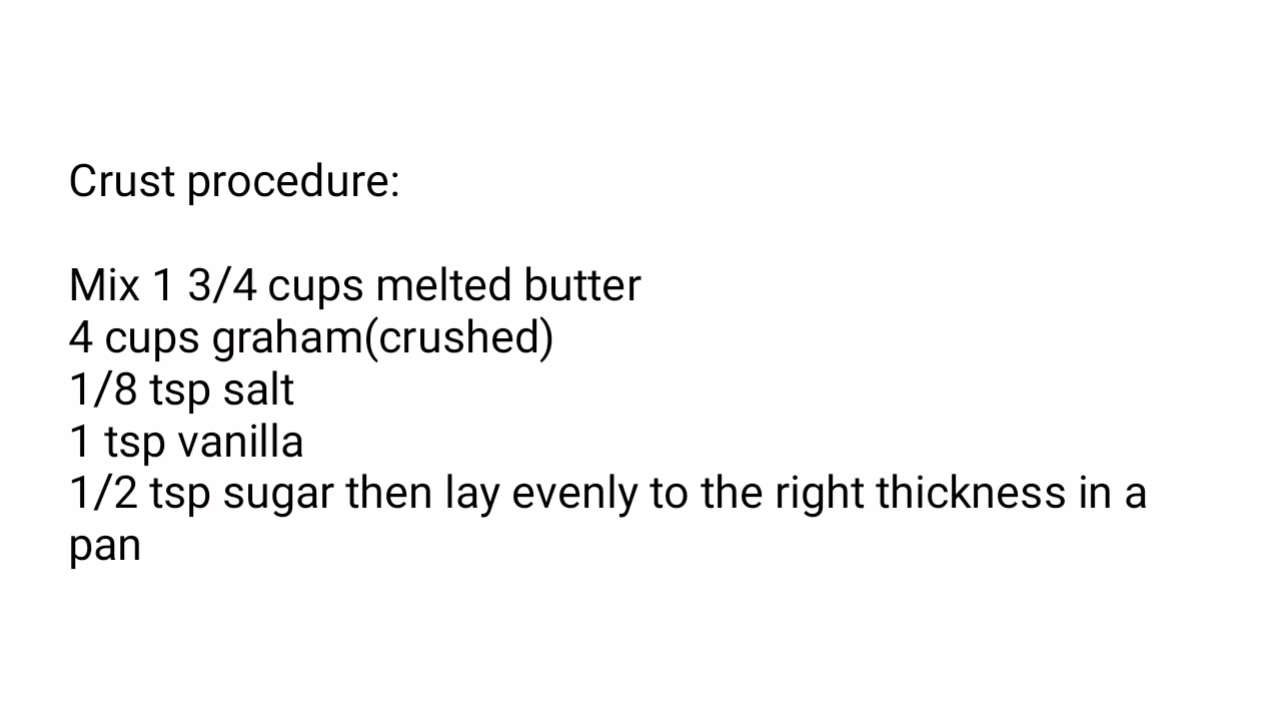 Crust procedure:
Mix 1 3/4 cups melted butter
4 cups graham(crushed)
1/8 tsp salt
1 tsp vanilla
1/2 tsp sugar then lay evenly to the right thickness in a
pan